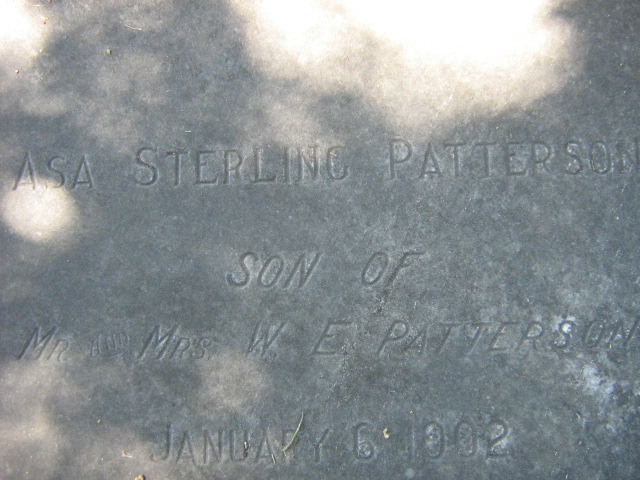 ASA STERLING PATTERSON
SON OF
MR. AND MRS. W. E. PATTERSON
JANUARY 6 1902